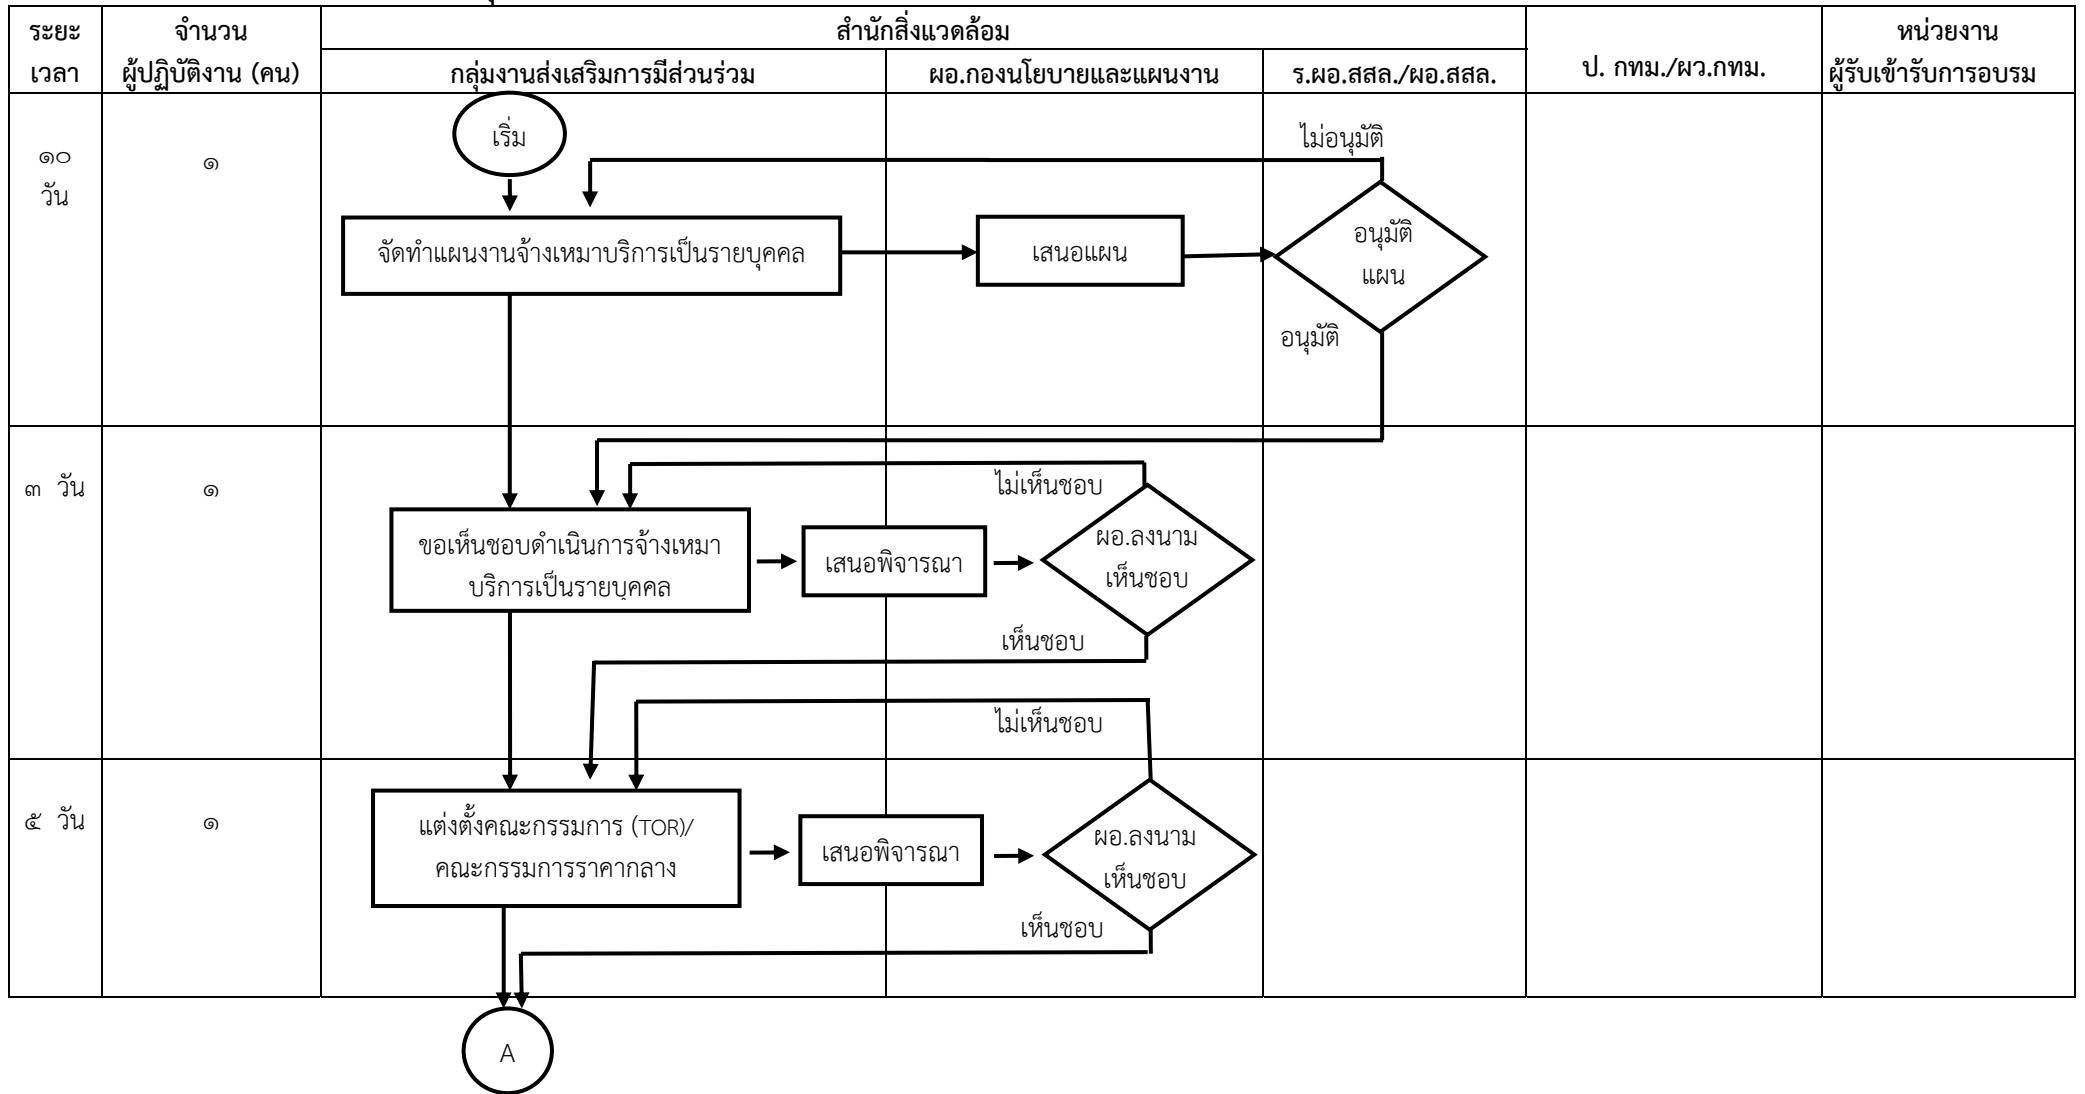 ระยะ
เวลา
จำนวน
ผู้ปฏิบัติงาน (คน)
สำนักสิ่งแวดล้อม
กลุ่มงานส่งเสริมการมีส่วนร่วม
ผอ.กองนโยบายและแผนงาน
ร.ผอ.สสล./ผอ.สสล.
ป. กทม./ผว.กทม.
หน่วยงาน
ผู้รับเข้ารับการอบรม
๑๐
วัน
๑
เริ่ม
ไม่อนุมัติ
จัดทำแผนงานจ้างเหมาบริการเป็นรายบุคคล
เสนอแผน
อนุมัติ
แผน
อนุมัติ
๓ วัน
๑
ไม่เห็นชอบ
ขอเห็นชอบดำเนินการจ้างเหมา
บริการเป็นรายบุคคล
เสนอพิจารณา
ผอ.ลงนาม
เห็นชอบ
เห็นชอบ
ไม่เห็นชอบ
๕ วัน
๑
แต่งตั้งคณะกรรมการ (TOR)/
คณะกรรมการราคากลาง
เสนอพิจารณา
ผอ.ลงนาม
เห็นชอบ
เห็นชอบ
A